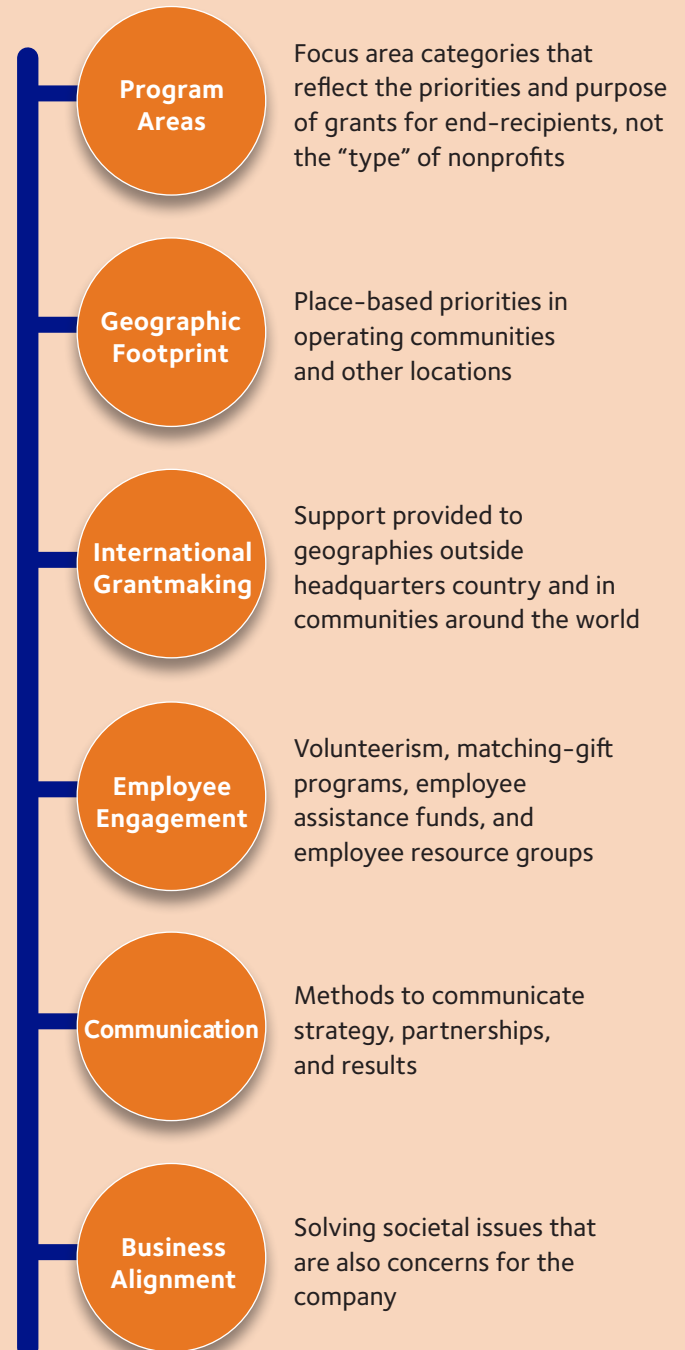 Program
Areas
Focus area categories that
reflect the priorities and purpose
of grants for end-recipients, not
the “type” of nonprofits
Geographic
Footprint
Place-based priorities in
operating communities
and other locations
International
Grantmaking
Support provided to
geographies outside
headquarters country and in
communities around the world
Employee
Engagement
Volunteerism, matching-gift
programs, employee
assistance funds, and
employee resource groups
Communication
Methods to communicate
strategy, partnerships,
and results
Business
Alignment
Solving societal issues that
are also concerns for the
company